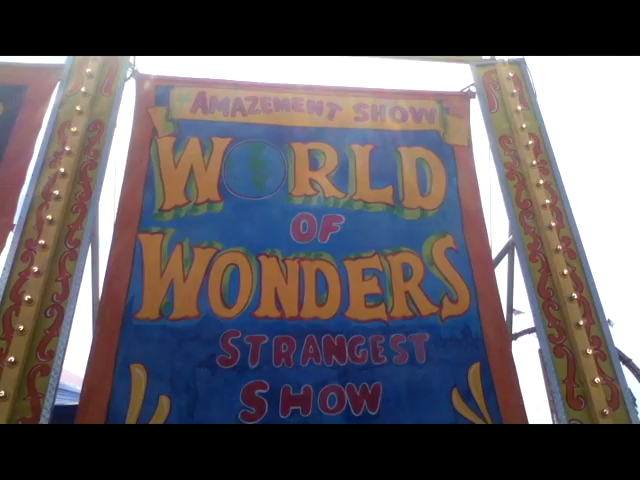 AMAZEMENT SHOW
WORLD
OF
WONDERS
STRANGEST
SHOW